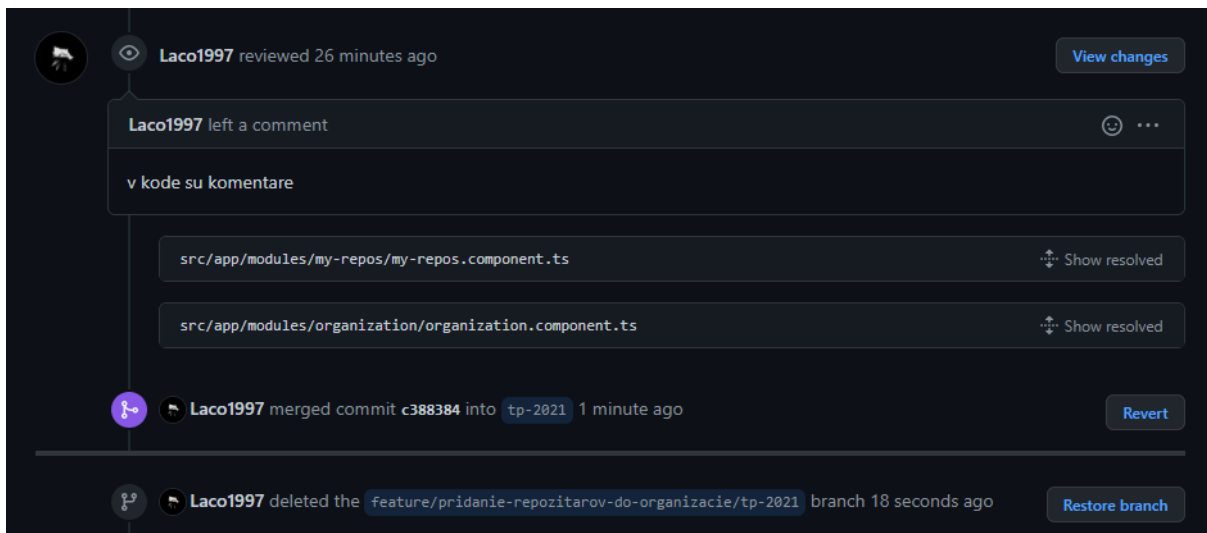 Laco1997 reviewed 26 minutes ago
View changes
Laco1997 left a comment
v kode su komentare
src/app/modules/my-repos/my-repos.component.ts
Show resolved
src/app/modules/organization/organization.component.ts
Show resolved
Laco1997 merged commit c388384 into tp-2021 1 minute ago
Revert
Laco1997 deleted the feature/pridanie-repozitarov-do-organizacie/tp-2021 branch 18 seconds ago
Restore branch